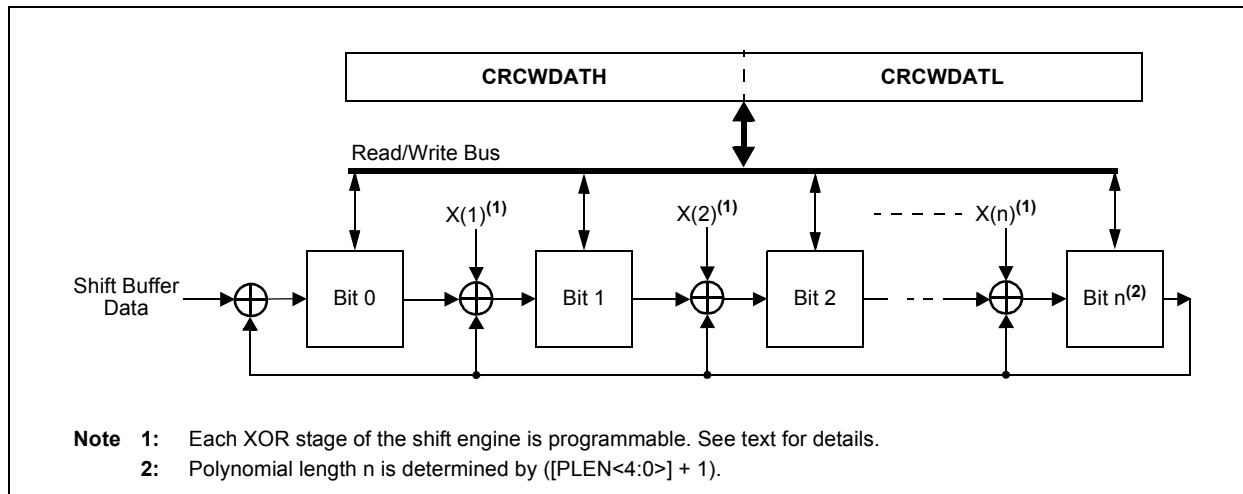 CRCWDATH CRCWDATL
Read/Write Bus
X(1)(1) X(2)(1) X(n)(1)
Shift Buffer
Data
Bit 0 Bit 1 Bit 2 Bit n(2)
Note 1: Each XOR stage of the shift engine is programmable. See text for details.
2: Polynomial length n is determined by ([PLEN<4:0>] + 1).